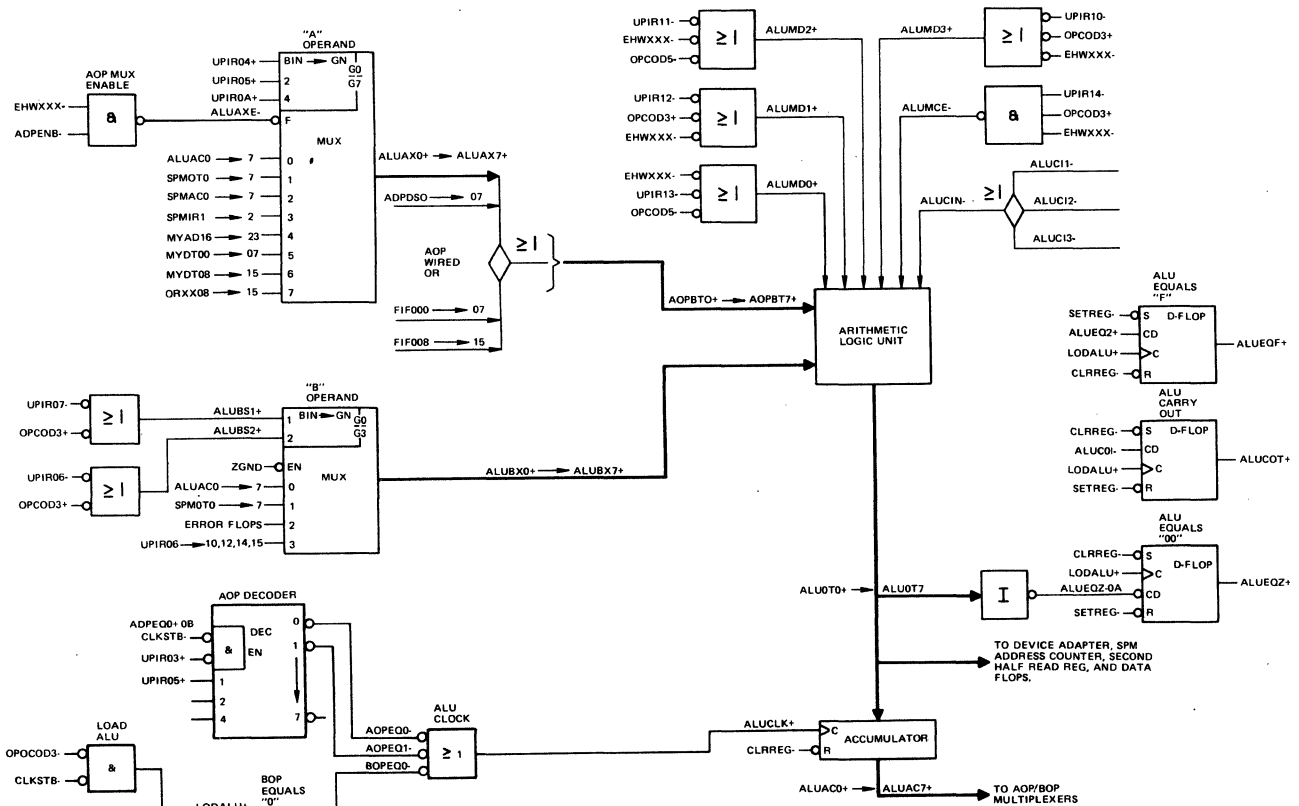 "A"
OPERAND
BIN → GN
G0
G7
UPIR04+
UPIR05+ 2
UPIR0A+ 4
ALUAXE- F
AOP MUX
ENABLE
EHWXXX-
ADPENB-
&
MUX
ALUAC0 → 7 0
SPMOT0 → 7 1
SPMAC0 → 7 2
SPMIR1 → 2 3
MYAD16 → 23 4
MYDT00 → 07 5
MYDT08 → 15 6
ORXX08 → 15 7
ALUAX0+ → ALUAX7+
ADPDSO → 07
AOP
WIRED
OR
≥1
FIF000 → 07
FIF008 → 15
AOPBTO+ → AOPBT7+
UPIR11-
EHWXXX-
OPCOD5-
≥1
ALUMD2+
UPIR12-
OPCOD3+
EHWXXX-
≥1
ALUMD1+
EHWXXX-
UPIR13-
OPCOD5-
≥1
ALUMD0+
ALUMD3+
≥1
UPIR10-
OPCOD3+
EHWXXX-
ALUMCE-
&
UPIR14-
OPCOD3+
EHWXXX-
ALUCIN-
≥1
ALUCI1-
ALUCI2-
ALUCI3-
ARITHMETIC
LOGIC UNIT
ALU
EQUALS
"F"
SETREG- S D-FLOP
ALUEQ2+ CD
LODALU+ C
CLRREG- R
ALUEQF+
ALU
CARRY
OUT
CLRREG- S D-FLOP
ALUC0I- CD
LODALU+ C
SETREG- R
ALUCOT+
ALU
EQUALS
"00"
CLRREG- S
LODALU+ C
D-FLOP
ALUEQZ-0A CD
SETREG- R
ALUEQZ+
"B"
OPERAND
BIN → GN
G0
G3
UPIR07-
OPCOD3+
≥1
ALUBS1+ 1
ALUBS2+ 2
UPIR06-
OPCOD3+
≥1
ZGND EN
MUX
ALUAC0 → 7 0
SPM0T0 → 7 1
ERROR FLOPS 2
UPIR06 → 10,12,14,15 3
ALUBX0+ → ALUBX7+
ALU0T0+ → ALU0T7
I
TO DEVICE ADAPTER, SPM
ADDRESS COUNTER, SECOND
HALF READ REG, AND DATA
FLOPS.
AOP DECODER
ADPEQ0+ 0B
CLKSTB-
UPIR03+
&
DEC
EN
UPIR05+ 1
2
4
0
1
7
AOPEQ0-
AOPEQ1-
BOPEQ0-
ALU
CLOCK
≥1
ALUCLK+
CLRREG-
C
R
ACCUMULATOR
ALUAC0+ → ALUAC7+
TO AOP/BOP
MULTIPLEXERS
LOAD
ALU
OPOCOD3-
CLKSTB-
&
BOP
EQUALS
"0"